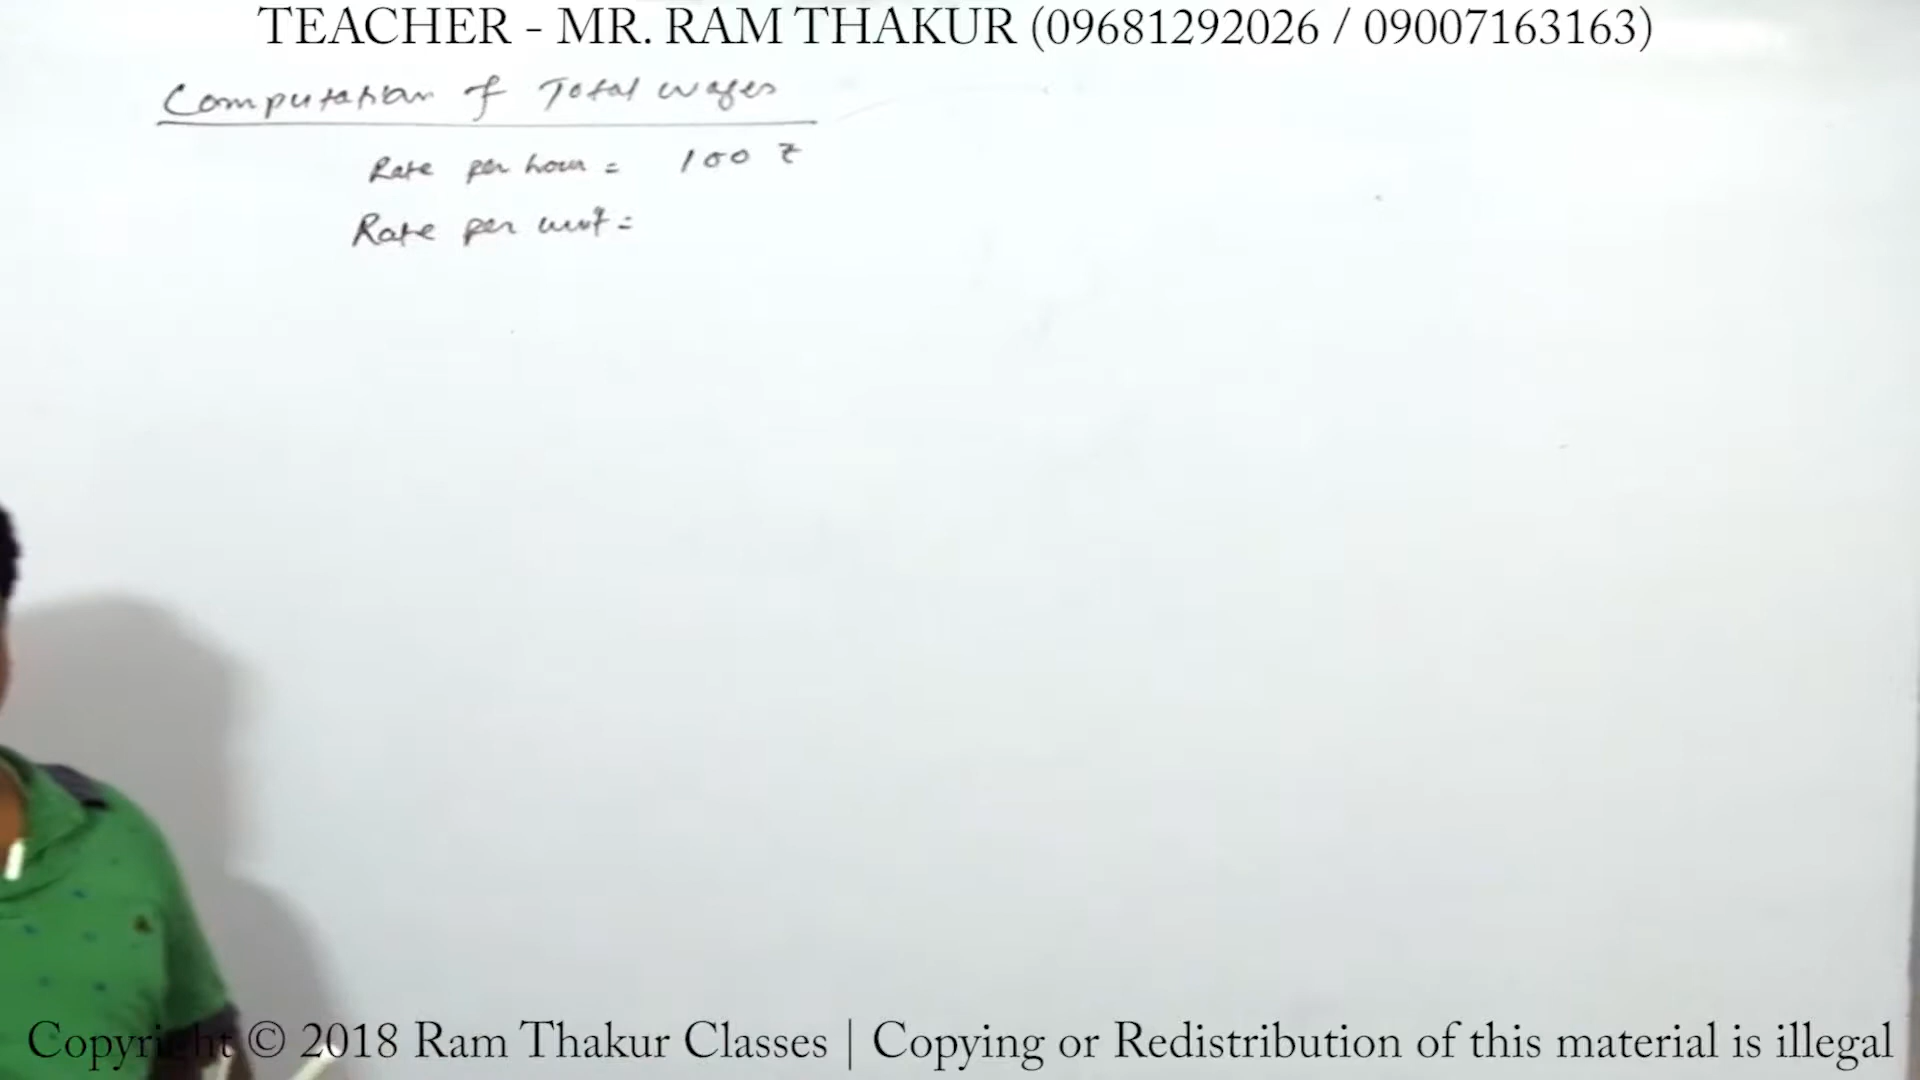 TEACHER - MR. RAM THAKUR (09681292026 / 09007163163)
Computation of Total wages
Rate per hour = 100 ₹
Rate per unit =
Copyright © 2018 Ram Thakur Classes | Copying or Redistribution of this material is illegal